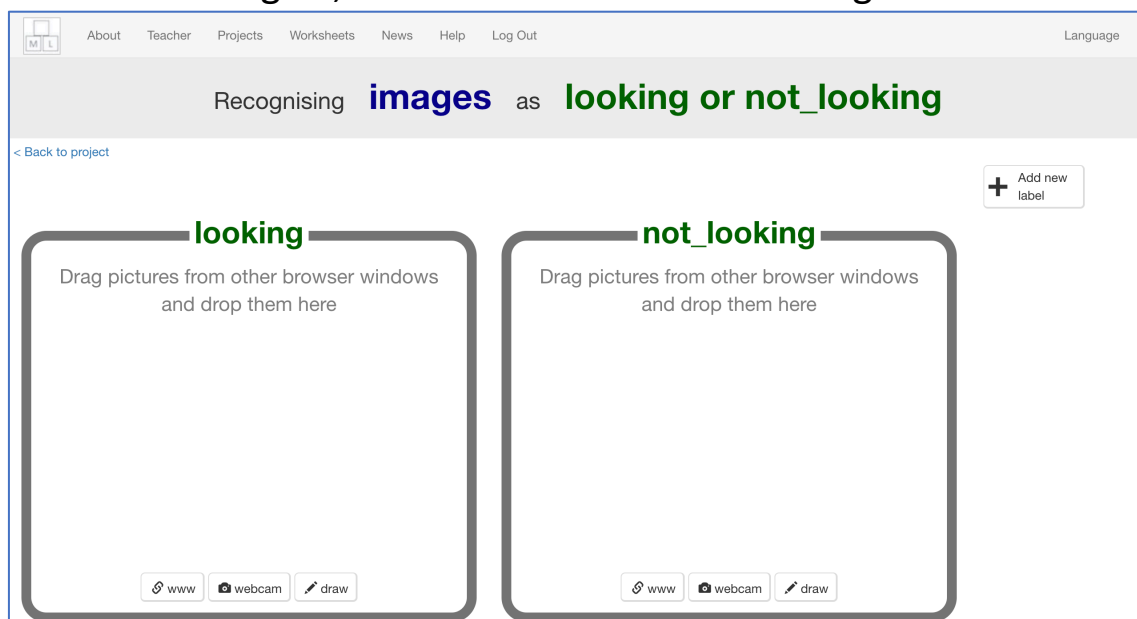 M L About Teacher Projects Worksheets News Help Log Out Language
Recognising images as looking or not_looking
< Back to project
Add new
label
looking
Drag pictures from other browser windows
and drop them here
www webcam draw
not_looking
Drag pictures from other browser windows
and drop them here
www webcam draw